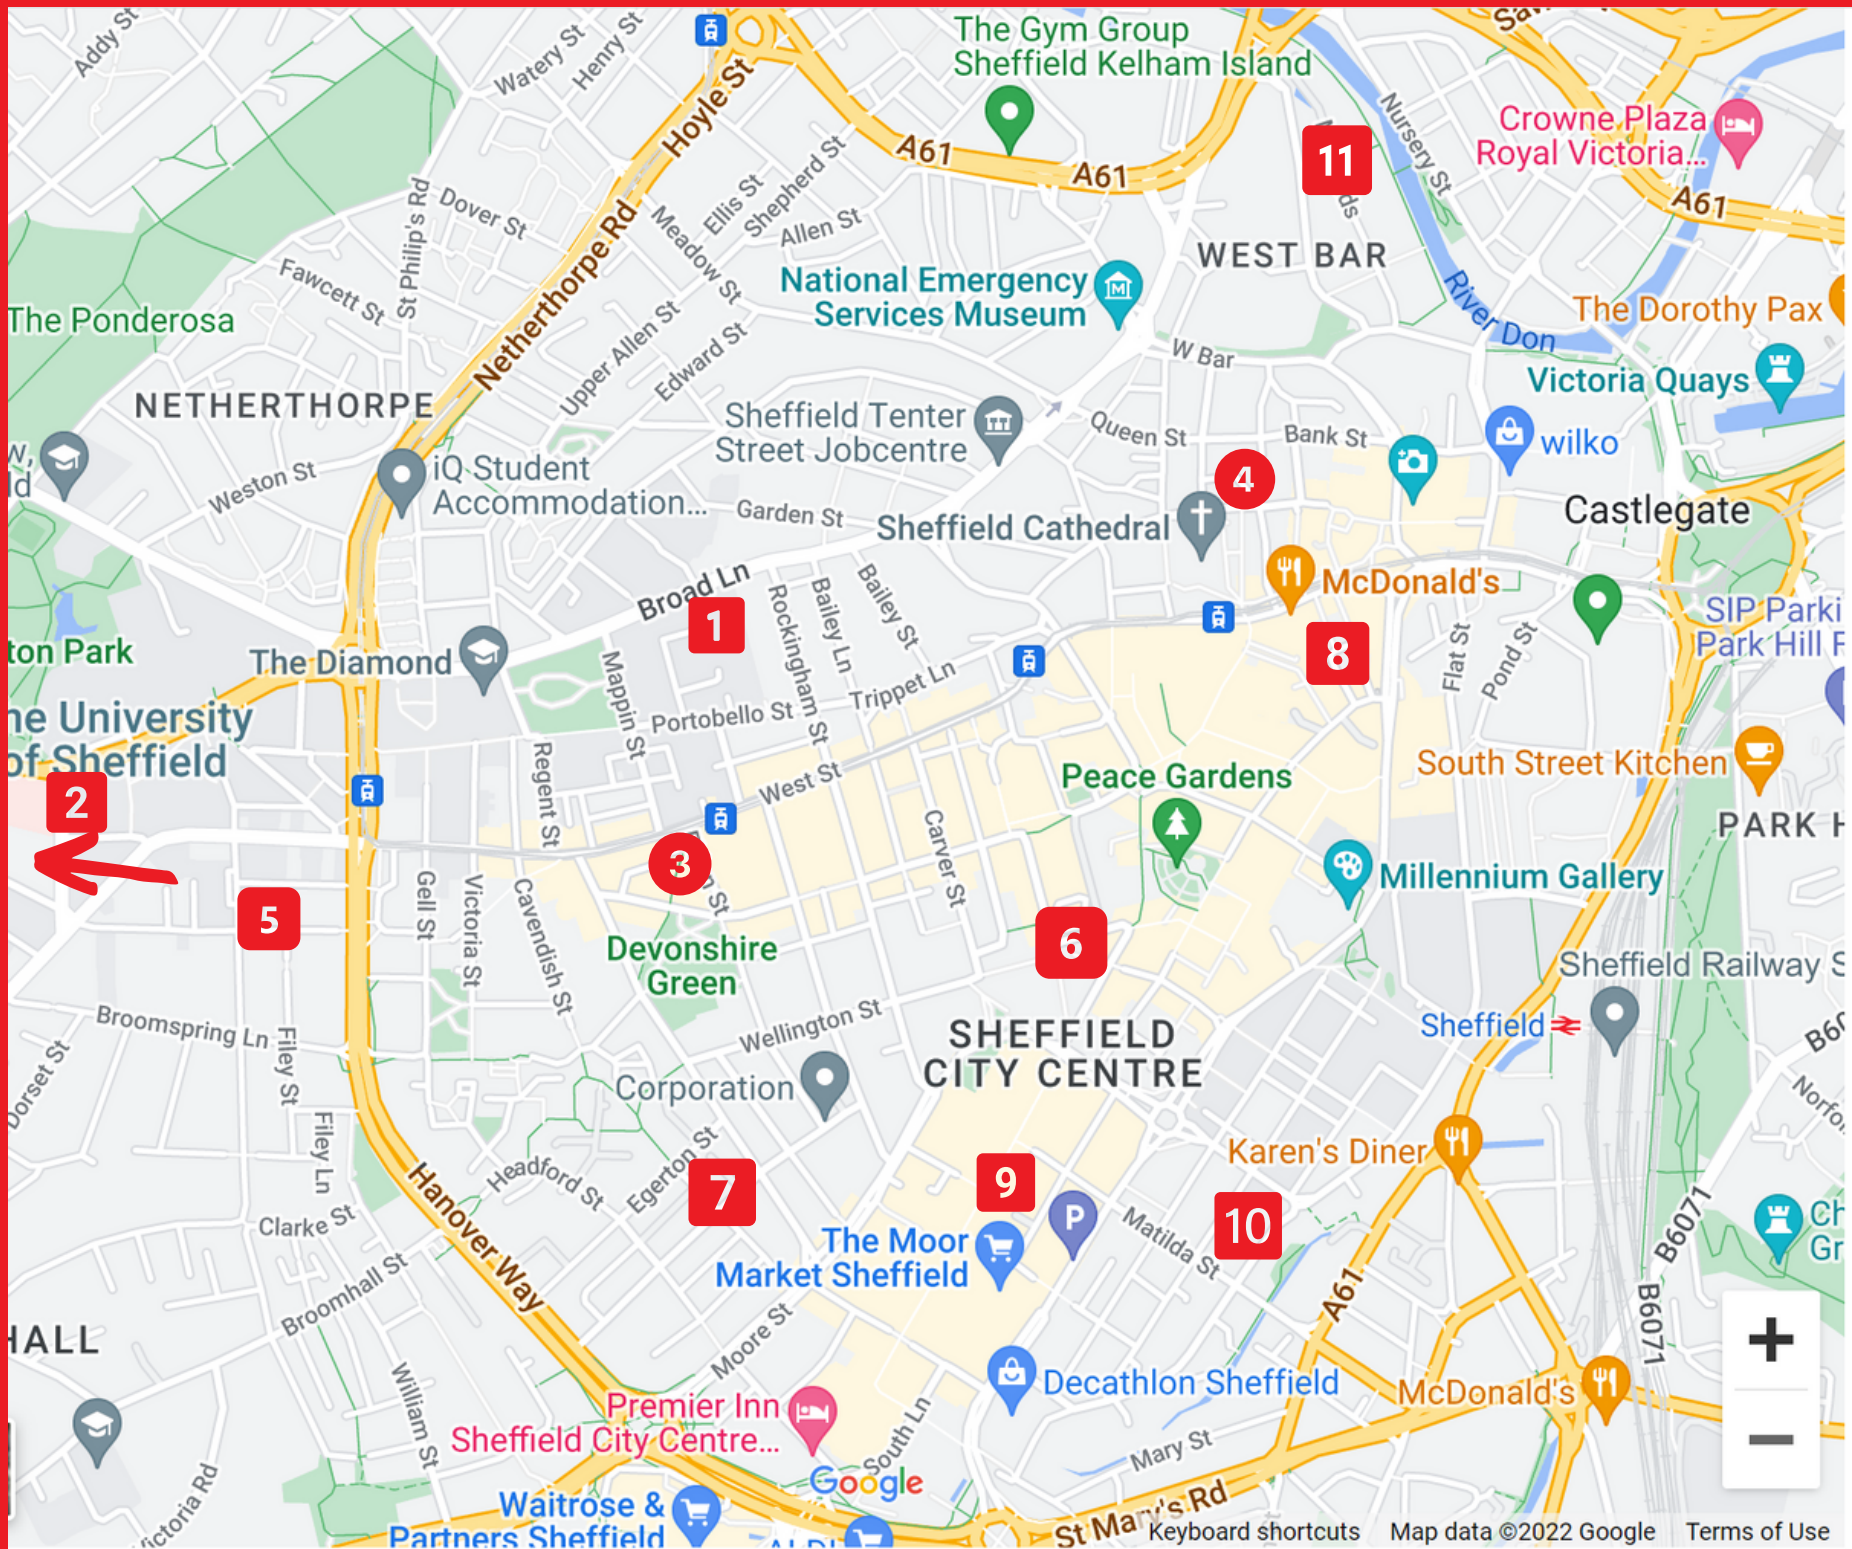 Addy St
Watery St
Henry St
Hoyle St
The Gym Group
Sheffield Kelham Island
A61
A61
Nursery St
11
Crowne Plaza
Royal Victoria...
A61
Dover St
St Philip's Rd
Netherthorpe Rd
Ellis St
Shepherd St
Meadow St
Allen St
WEST BAR
Fawcett St
National Emergency
Services Museum
River Don
The Dorothy Pax
The Ponderosa
Upper Allen St
Edward St
W Bar
Victoria Quays
NETHERTHORPE
Sheffield Tenter
Street Jobcentre
Queen St
Bank St
wilko
Weston St
iQ Student
Accommodation...
4
Garden St
Sheffield Cathedral
Castlegate
Broad Ln
1
Rockingham St
Bailey Ln
Bailey St
McDonald's
SIP Parki
Park Hill
ton Park
The Diamond
Mappin St
Trippet Ln
8
Flat St
Pond St
Portobello St
University
of Sheffield
2
Regent St
West St
Peace Gardens
South Street Kitchen
PARK
3
Carver St
Millennium Gallery
5
Gell St
Victoria St
Cavendish St
St
Devonshire
Green
6
Sheffield Railway
Broomspring Ln
Filey St
Wellington St
SHEFFIELD
CITY CENTRE
Sheffield
Dorset St
Corporation
Filey Ln
Headford St
Egerton St
7
Karen's Diner
9
P
10
Hanover Way
Clarke St
Matilda St
The Moor
Market Sheffield
B6071
A61
Broomhall St
HALL
Moore St
B6071
+
Decathlon Sheffield
McDonald's
William St
Premier Inn
Sheffield City Centre...
South Ln
Mary St
−
Victoria Rd
Google
Waitrose &
Partners Sheffield
ALDI
St Mary's Rd
Keyboard shortcuts Map data ©2022 Google Terms of Use